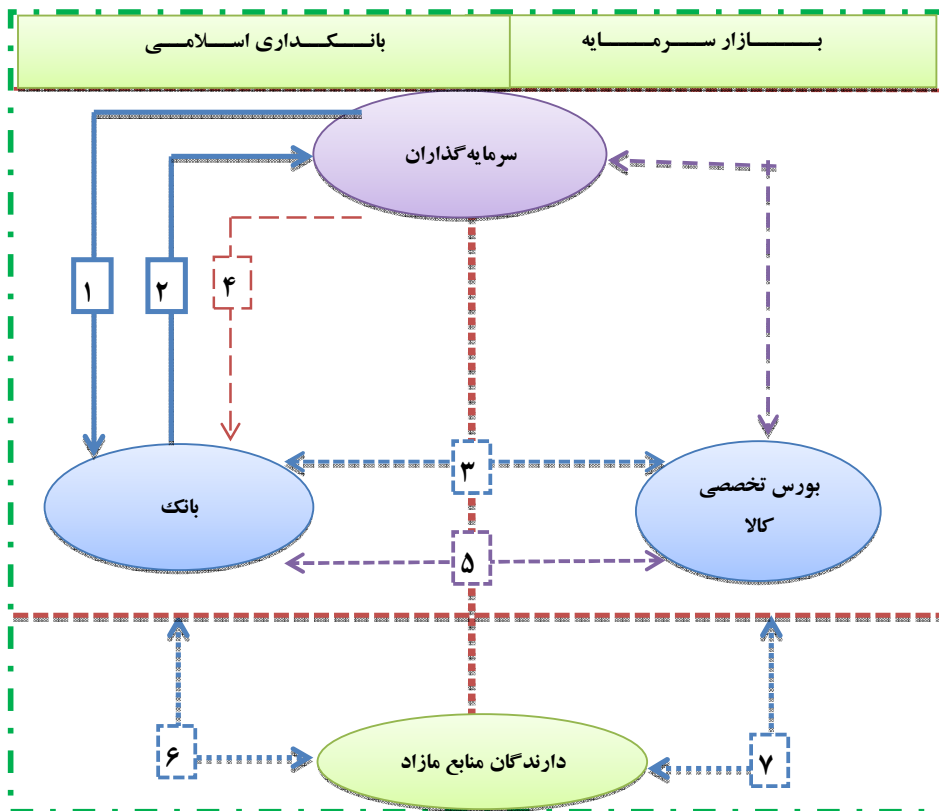 بازار سرمایه
بانکداری اسلامی
سرمایه‌گذاران
۱
۲
۴
۳
بورس تخصصی
کالا
بانک
۵
۷
۶
دارندگان منابع مازاد